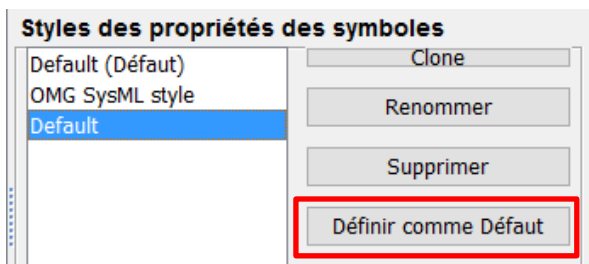 Styles des propriétés des symboles
Default (Défaut)
OMG SysML style
Default
Clone
Renommer
Supprimer
Définir comme Défaut